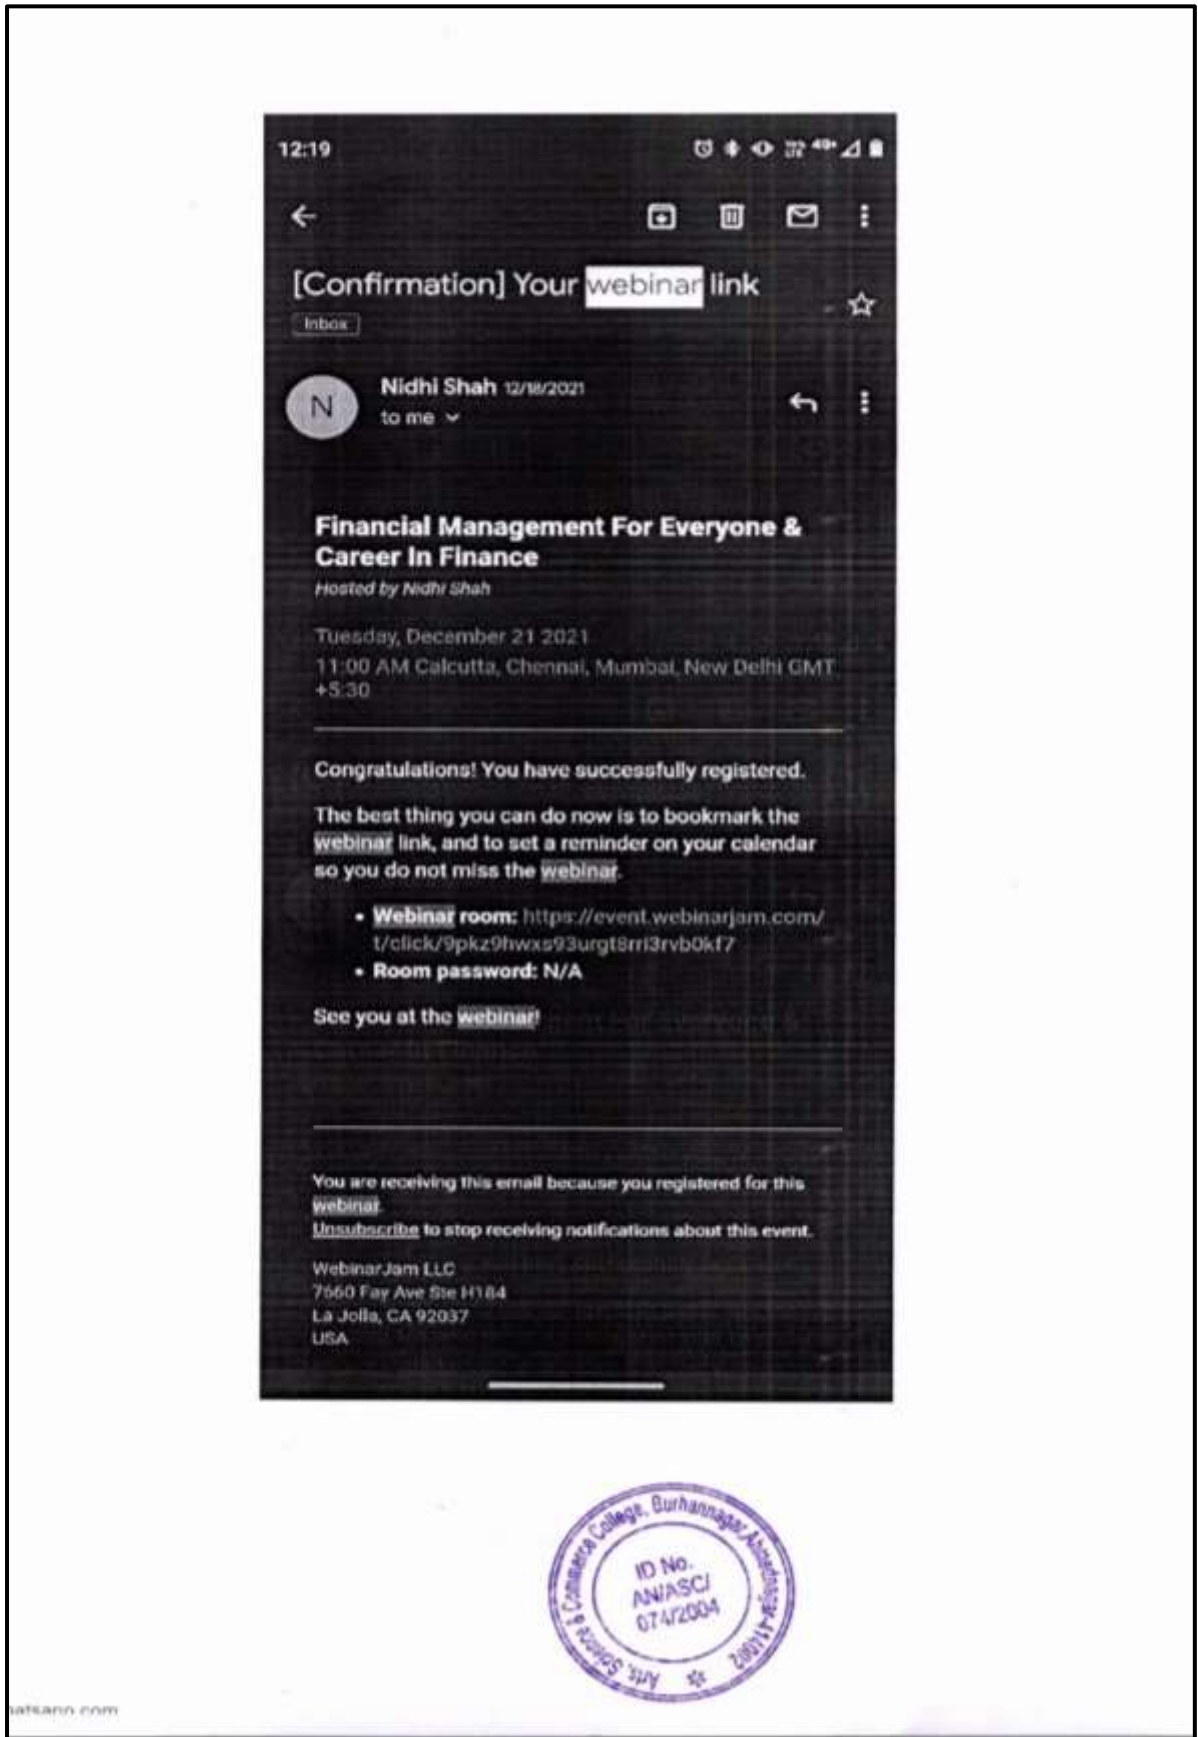 12:19
[Confirmation] Your webinar link
Inbox
N
Nidhi Shah 12/18/2021
to me
Financial Management For Everyone &
Career In Finance
Hosted by Nidhi Shah
Tuesday, December 21 2021
11:00 AM Calcutta, Chennai, Mumbai, New Delhi GMT
+5:30
Congratulations! You have successfully registered.
The best thing you can do now is to bookmark the
webinar link, and to set a reminder on your calendar
so you do not miss the webinar.
• Webinar room: https://event.webinarjam.com/
t/click/9pkz9hwxs93urgt8rrl3rvb0kf7
• Room password: N/A
See you at the webinar!
You are receiving this email because you registered for this
webinar.
Unsubscribe to stop receiving notifications about this event.
WebinarJam LLC
7660 Fay Ave Ste H184
La Jolla, CA 92037
USA
Arts, Science & Commerce College, Burhannagar, Ahmednagar-414002
ID No.
AN/ASC/
074/2004